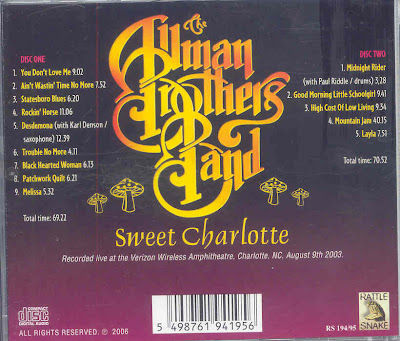 The
Allman
Brothers
Band
DISC ONE
1. You Don't Love Me 9.02
2. Ain't Wastin' Time No More 7.52
3. Statesboro Blues 6.20
4. Rockin' Horse 11.06
5. Desdemona (with Karl Denson /
saxophone) 12.39
6. Trouble No More 4.11
7. Black Hearted Woman 6.13
8. Patchwork Quilt 6.21
9. Melissa 5.32
Total time: 69.22
DISC TWO
1. Midnight Rider
(with Paul Riddle / drums) 3.28
2. Good Morning Little Schoolgirl 9.41
3. High Cost Of Low Living 9.34
4. Mountain Jam 40.15
5. Layla 7.51
Total time: 70.52
Sweet Charlotte
Recorded live at the Verizon Wireless Amphitheatre, Charlotte, NC, August 9th 2003.
COMPACT
disc
DIGITAL AUDIO
ALL RIGHTS RESERVED. ℗ 2006
5 498761 941956
RATTLE
SNAKE
RS 194/95